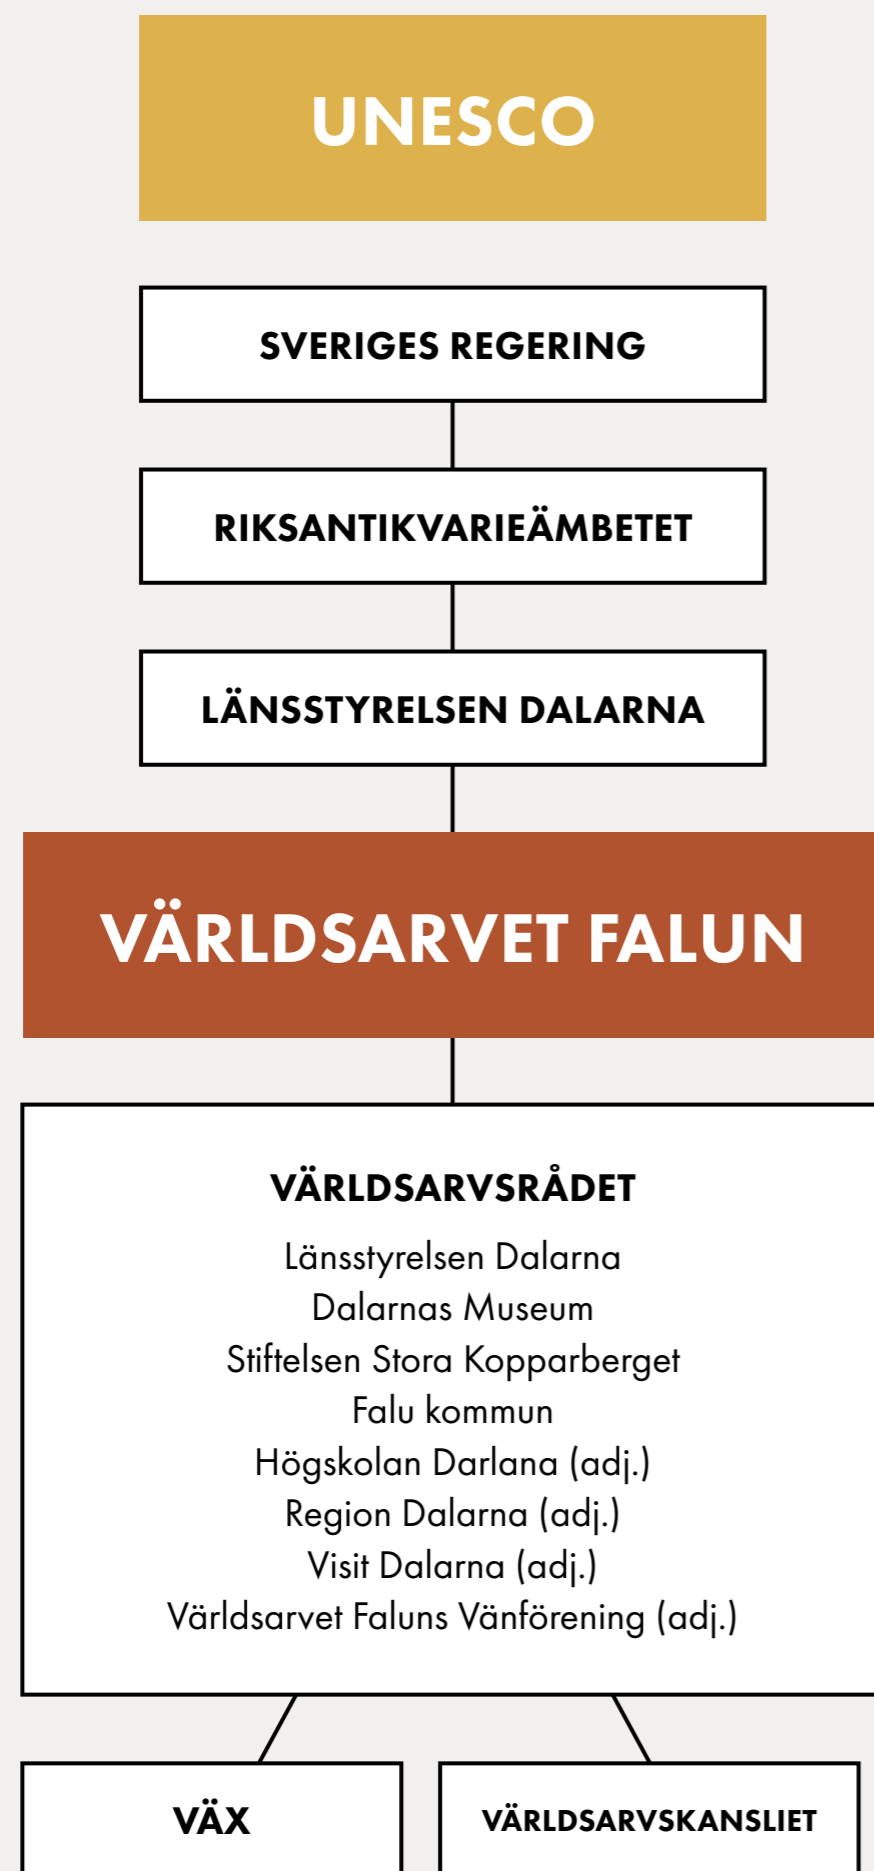 UNESCO
SVERIGES REGERING
RIKSANTIKVARIEÄMBETET
LÄNSSTYRELSEN DALARNA
VÄRLDSARVET FALUN
VÄRLDSARVSRÅDET
Länsstyrelsen Dalarna
Dalarnas Museum
Stiftelsen Stora Kopparberget
Falu kommun
Högskolan Darlana (adj.)
Region Dalarna (adj.)
Visit Dalarna (adj.)
Världsarvet Faluns Vänförening (adj.)
VÄX
VÄRLDSARVSKANSLIET